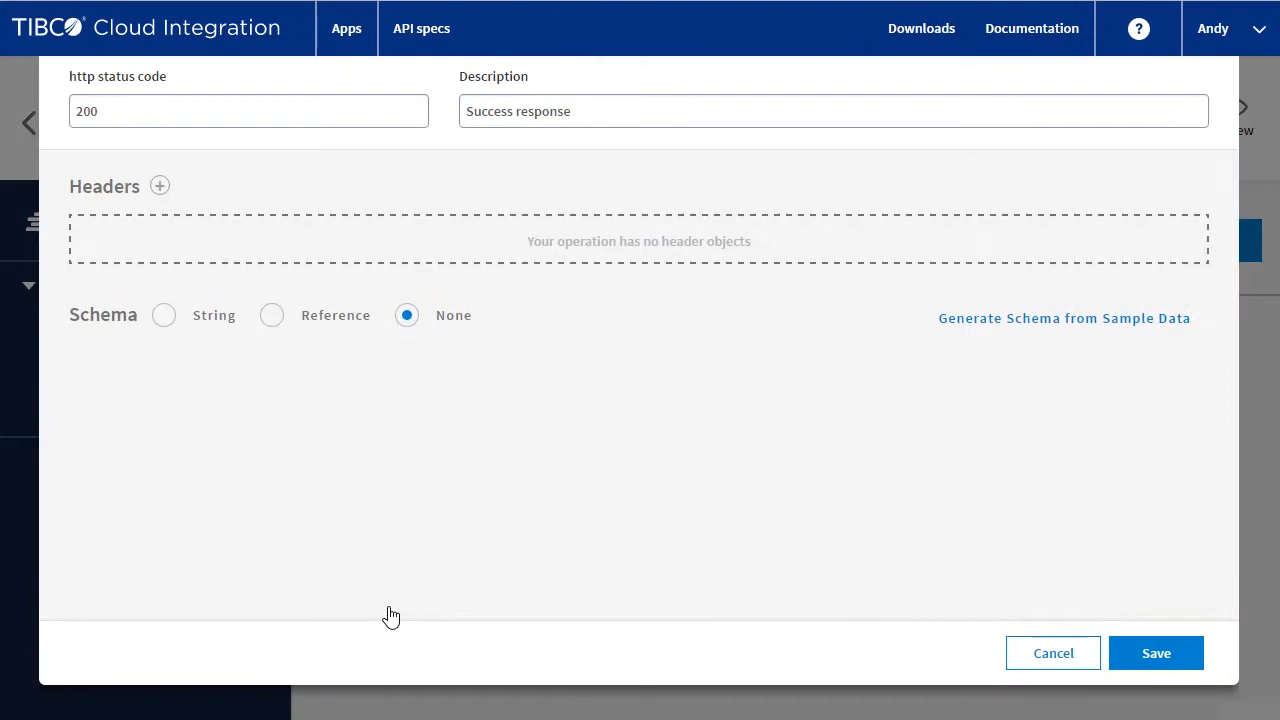 TIBCO® Cloud Integration
Apps
API specs
Downloads
Documentation
?
Andy
http status code
Description
200
Success response
ew
Headers
Your operation has no header objects
Schema
String
Reference
None
Generate Schema from Sample Data
Cancel
Save